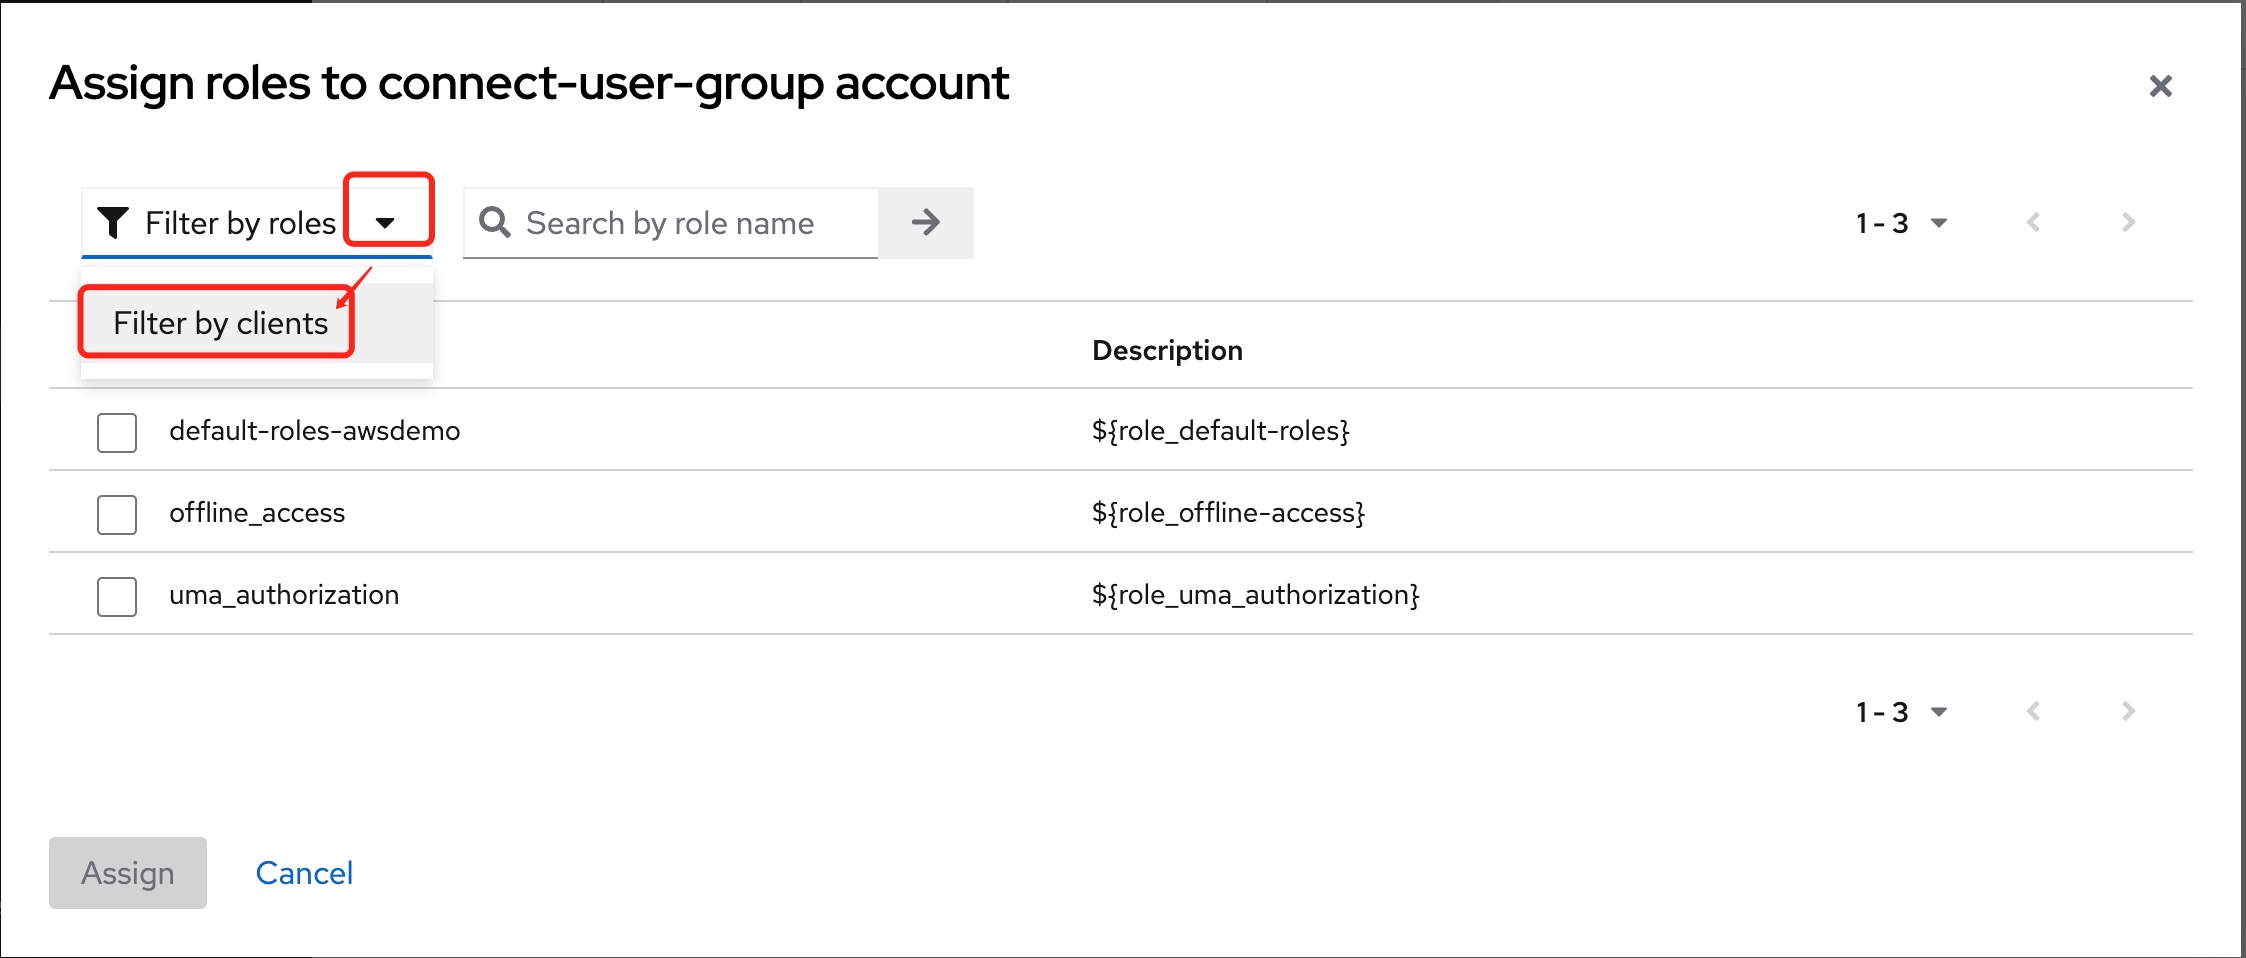 Assign roles to connect-user-group account
Filter by roles
Search by role name
1 - 3
Filter by clients
Description
default-roles-awsdemo ${role_default-roles}
offline_access ${role_offline-access}
uma_authorization ${role_uma_authorization}
1 - 3
Assign Cancel